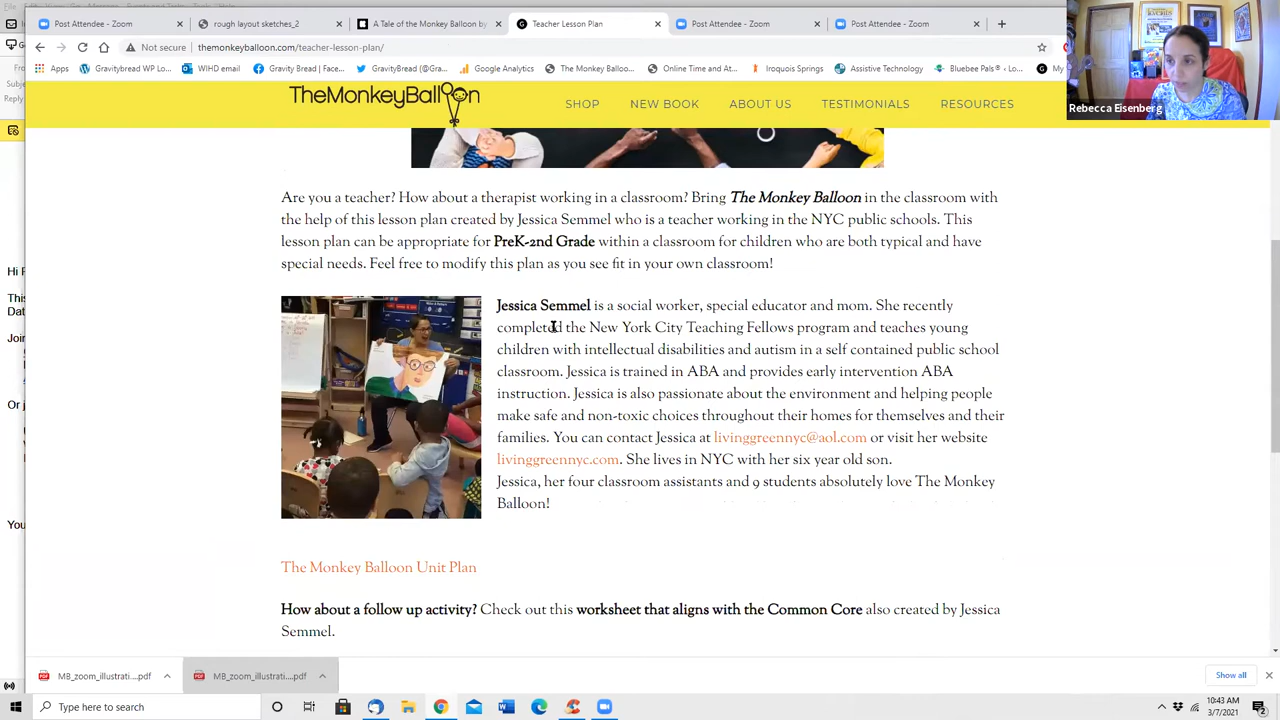 Post Attendee - Zoom
rough layout sketches_2
A Tale of the Monkey Balloon by
Teacher Lesson Plan
Post Attendee - Zoom
Post Attendee - Zoom
Not secure
themonkeyballoon.com/teacher-lesson-plan/
Apps
Gravitybread WP Lo...
WIHD email
Gravity Bread | Face...
GravityBread (@Gra...
Google Analytics
The Monkey Balloo...
Online Time and At...
Iroquois Springs
Assistive Technology
Bluebee Pals® ‹ Lo...
My
Rebecca Eisenberg
TheMonkeyBalloon
SHOP
NEW BOOK
ABOUT US
TESTIMONIALS
RESOURCES
Are you a teacher? How about a therapist working in a classroom? Bring The Monkey Balloon in the classroom with
the help of this lesson plan created by Jessica Semmel who is a teacher working in the NYC public schools. This
lesson plan can be appropriate for PreK-2nd Grade within a classroom for children who are both typical and have
special needs. Feel free to modify this plan as you see fit in your own classroom!
Jessica Semmel is a social worker, special educator and mom. She recently
completed the New York City Teaching Fellows program and teaches young
children with intellectual disabilities and autism in a self contained public school
classroom. Jessica is trained in ABA and provides early intervention ABA
instruction. Jessica is also passionate about the environment and helping people
make safe and non-toxic choices throughout their homes for themselves and their
families. You can contact Jessica at livinggreennyc@aol.com or visit her website
livinggreennyc.com. She lives in NYC with her six year old son.
Jessica, her four classroom assistants and 9 students absolutely love The Monkey
Balloon!
The Monkey Balloon Unit Plan
How about a follow up activity? Check out this worksheet that aligns with the Common Core also created by Jessica
Semmel.
MB_zoom_illustrati....pdf
MB_zoom_illustrati....pdf
Show all
Type here to search
10:43 AM
3/7/2021